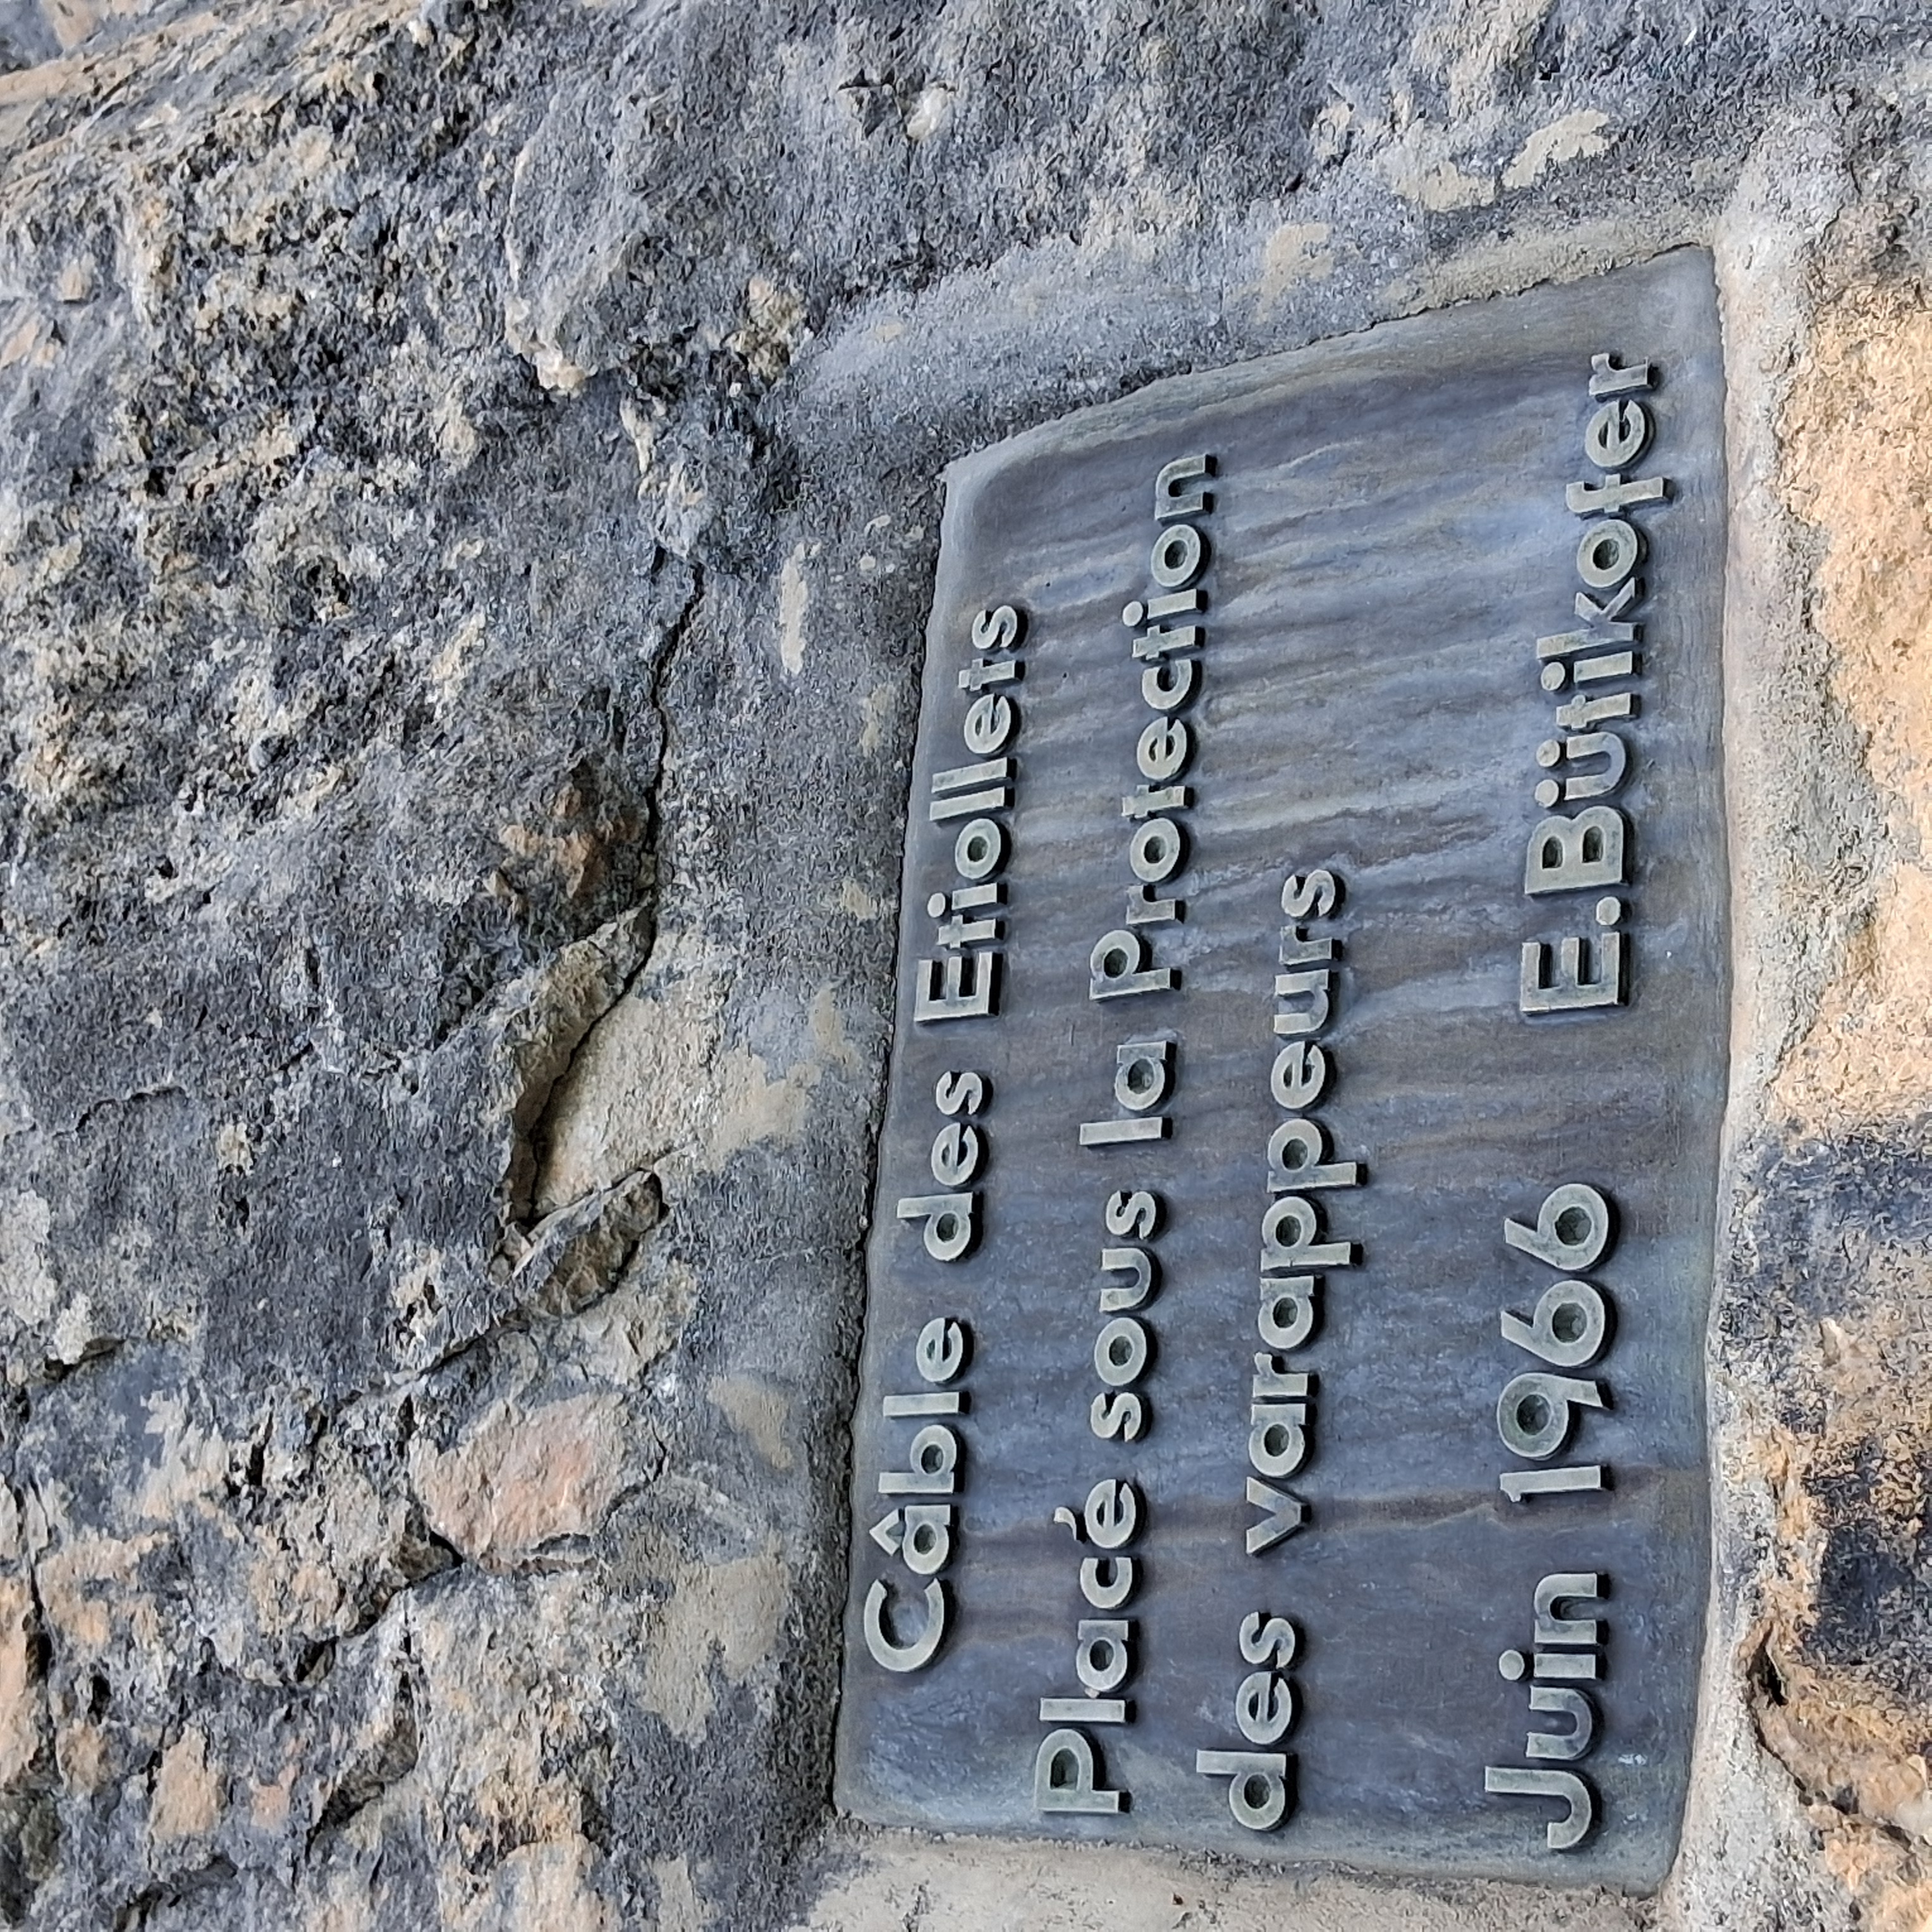 Câble des Etiollets
Placé sous la Protection
des varappeurs
Juin 1966 E.Bütikofer